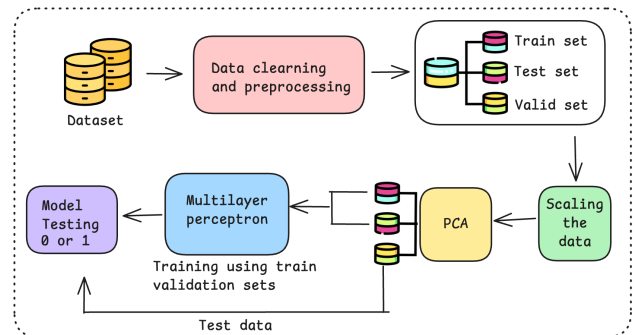 Dataset
Data clearning
and preprocessing
Train set
Test set
Valid set
Scaling
the
data
PCA
Multilayer
perceptron
Training using train
validation sets
Model
Testing
0 or 1
Test data